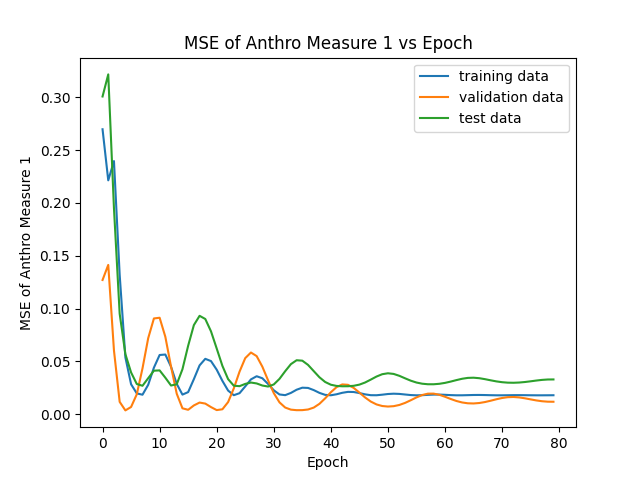 MSE of Anthro Measure 1 vs Epoch
training data
validation data
test data
MSE of Anthro Measure 1
0.30
0.25
0.20
0.15
0.10
0.05
0.00
0 10 20 30 40 50 60 70 80
Epoch